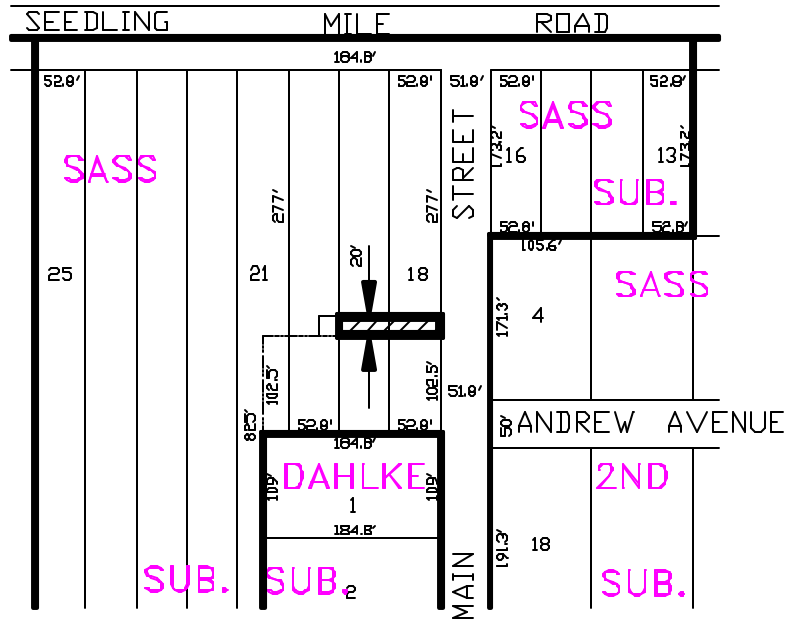 SEEDLING MILE ROAD
184.8'
52.8' 52.8' 51.8' 52.8' 52.8'
SASS
SASS
STREET
173.2' 16 13 173.2'
SUB.
277' 277'
52.8' 52.8'
105.6'
20'
25 21 18
SASS
171.3' 4
102.5' 102.5'
51.8'
82.5'
52.8' 52.8'
50' ANDREW AVENUE
184.8'
DAHLKE
2ND
109' 109'
1
184.8'
191.3' 18
SUB. SUB. 2
SUB.
MAIN